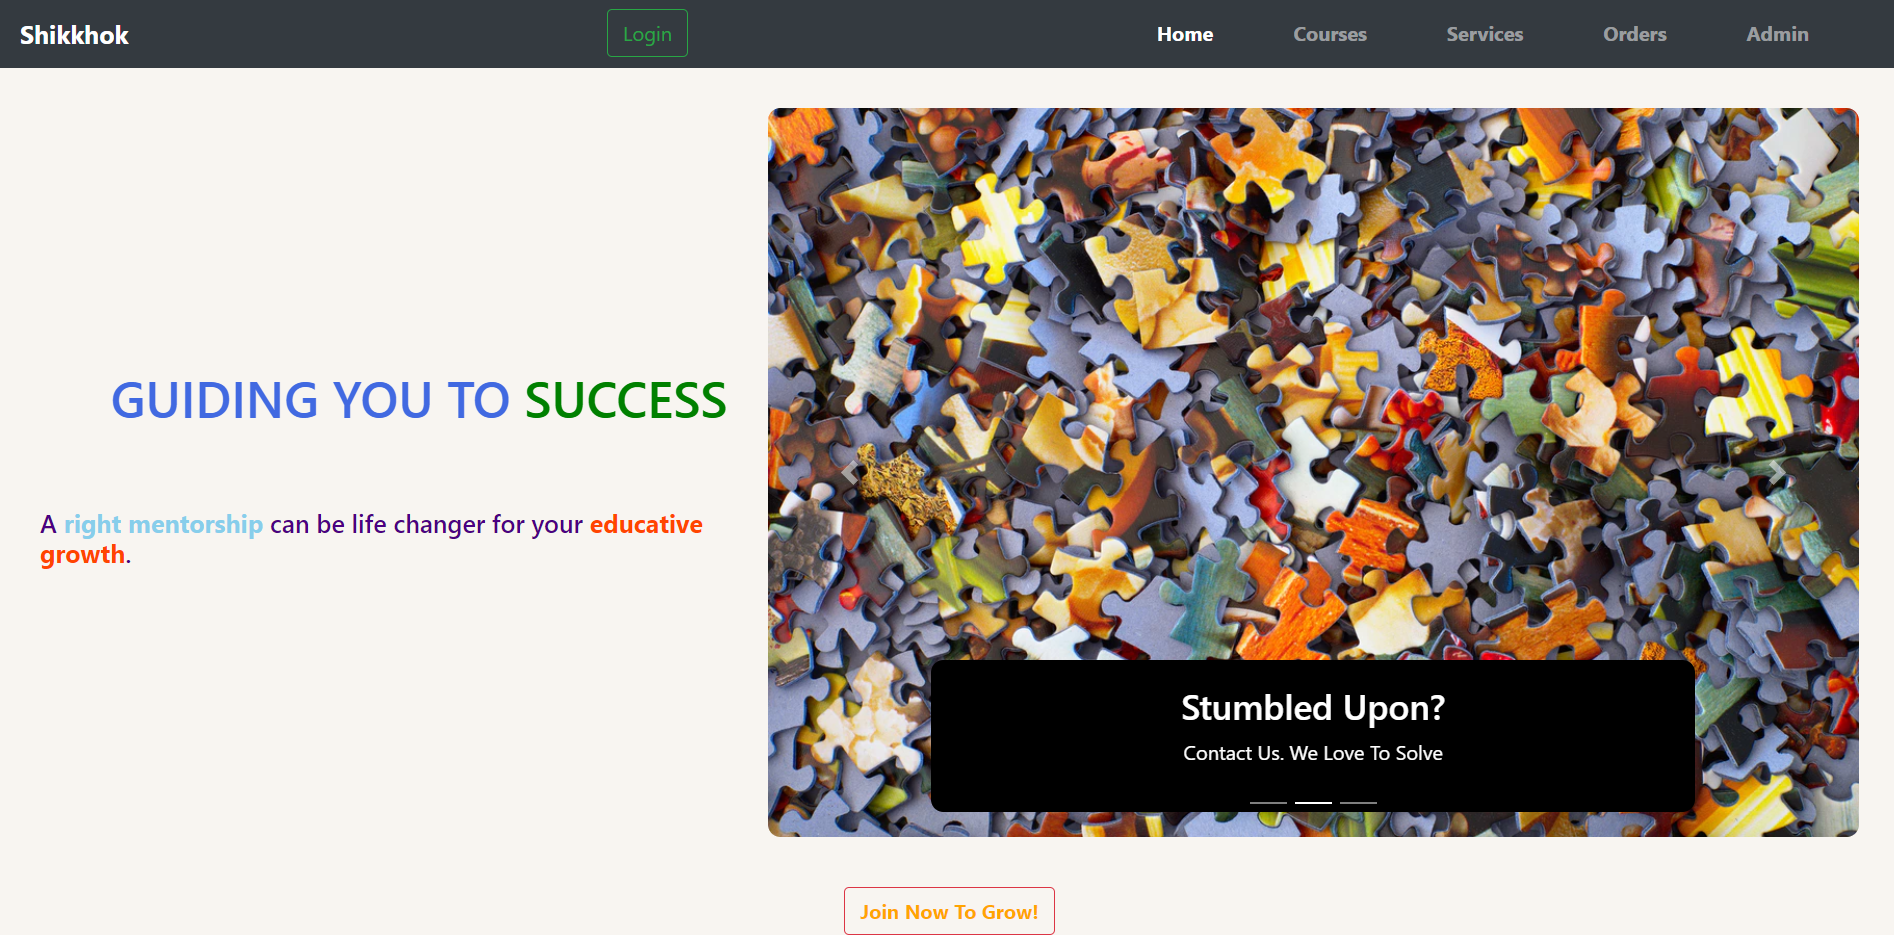 Shikkhok
Login
Home
Courses
Services
Orders
Admin
GUIDING YOU TO SUCCESS
A right mentorship can be life changer for your educative
growth.
Stumbled Upon?
Contact Us. We Love To Solve
Join Now To Grow!